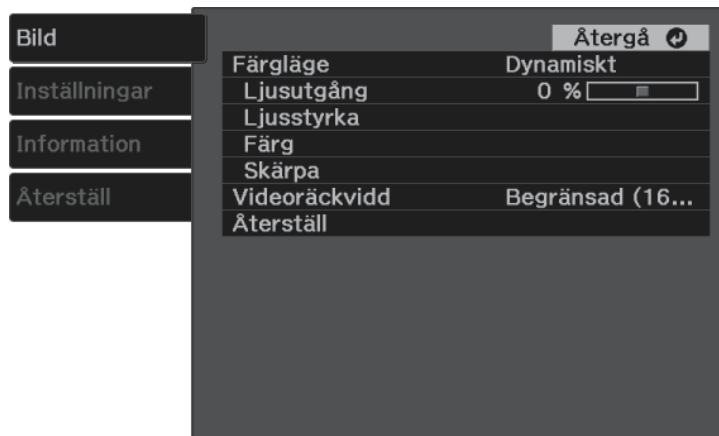 Bild
Inställningar
Information
Återställ
Återgå
Färgläge Dynamiskt
Ljusutgång 0 %
Ljusstyrka
Färg
Skärpa
Videoräckvidd Begränsad (16...
Återställ